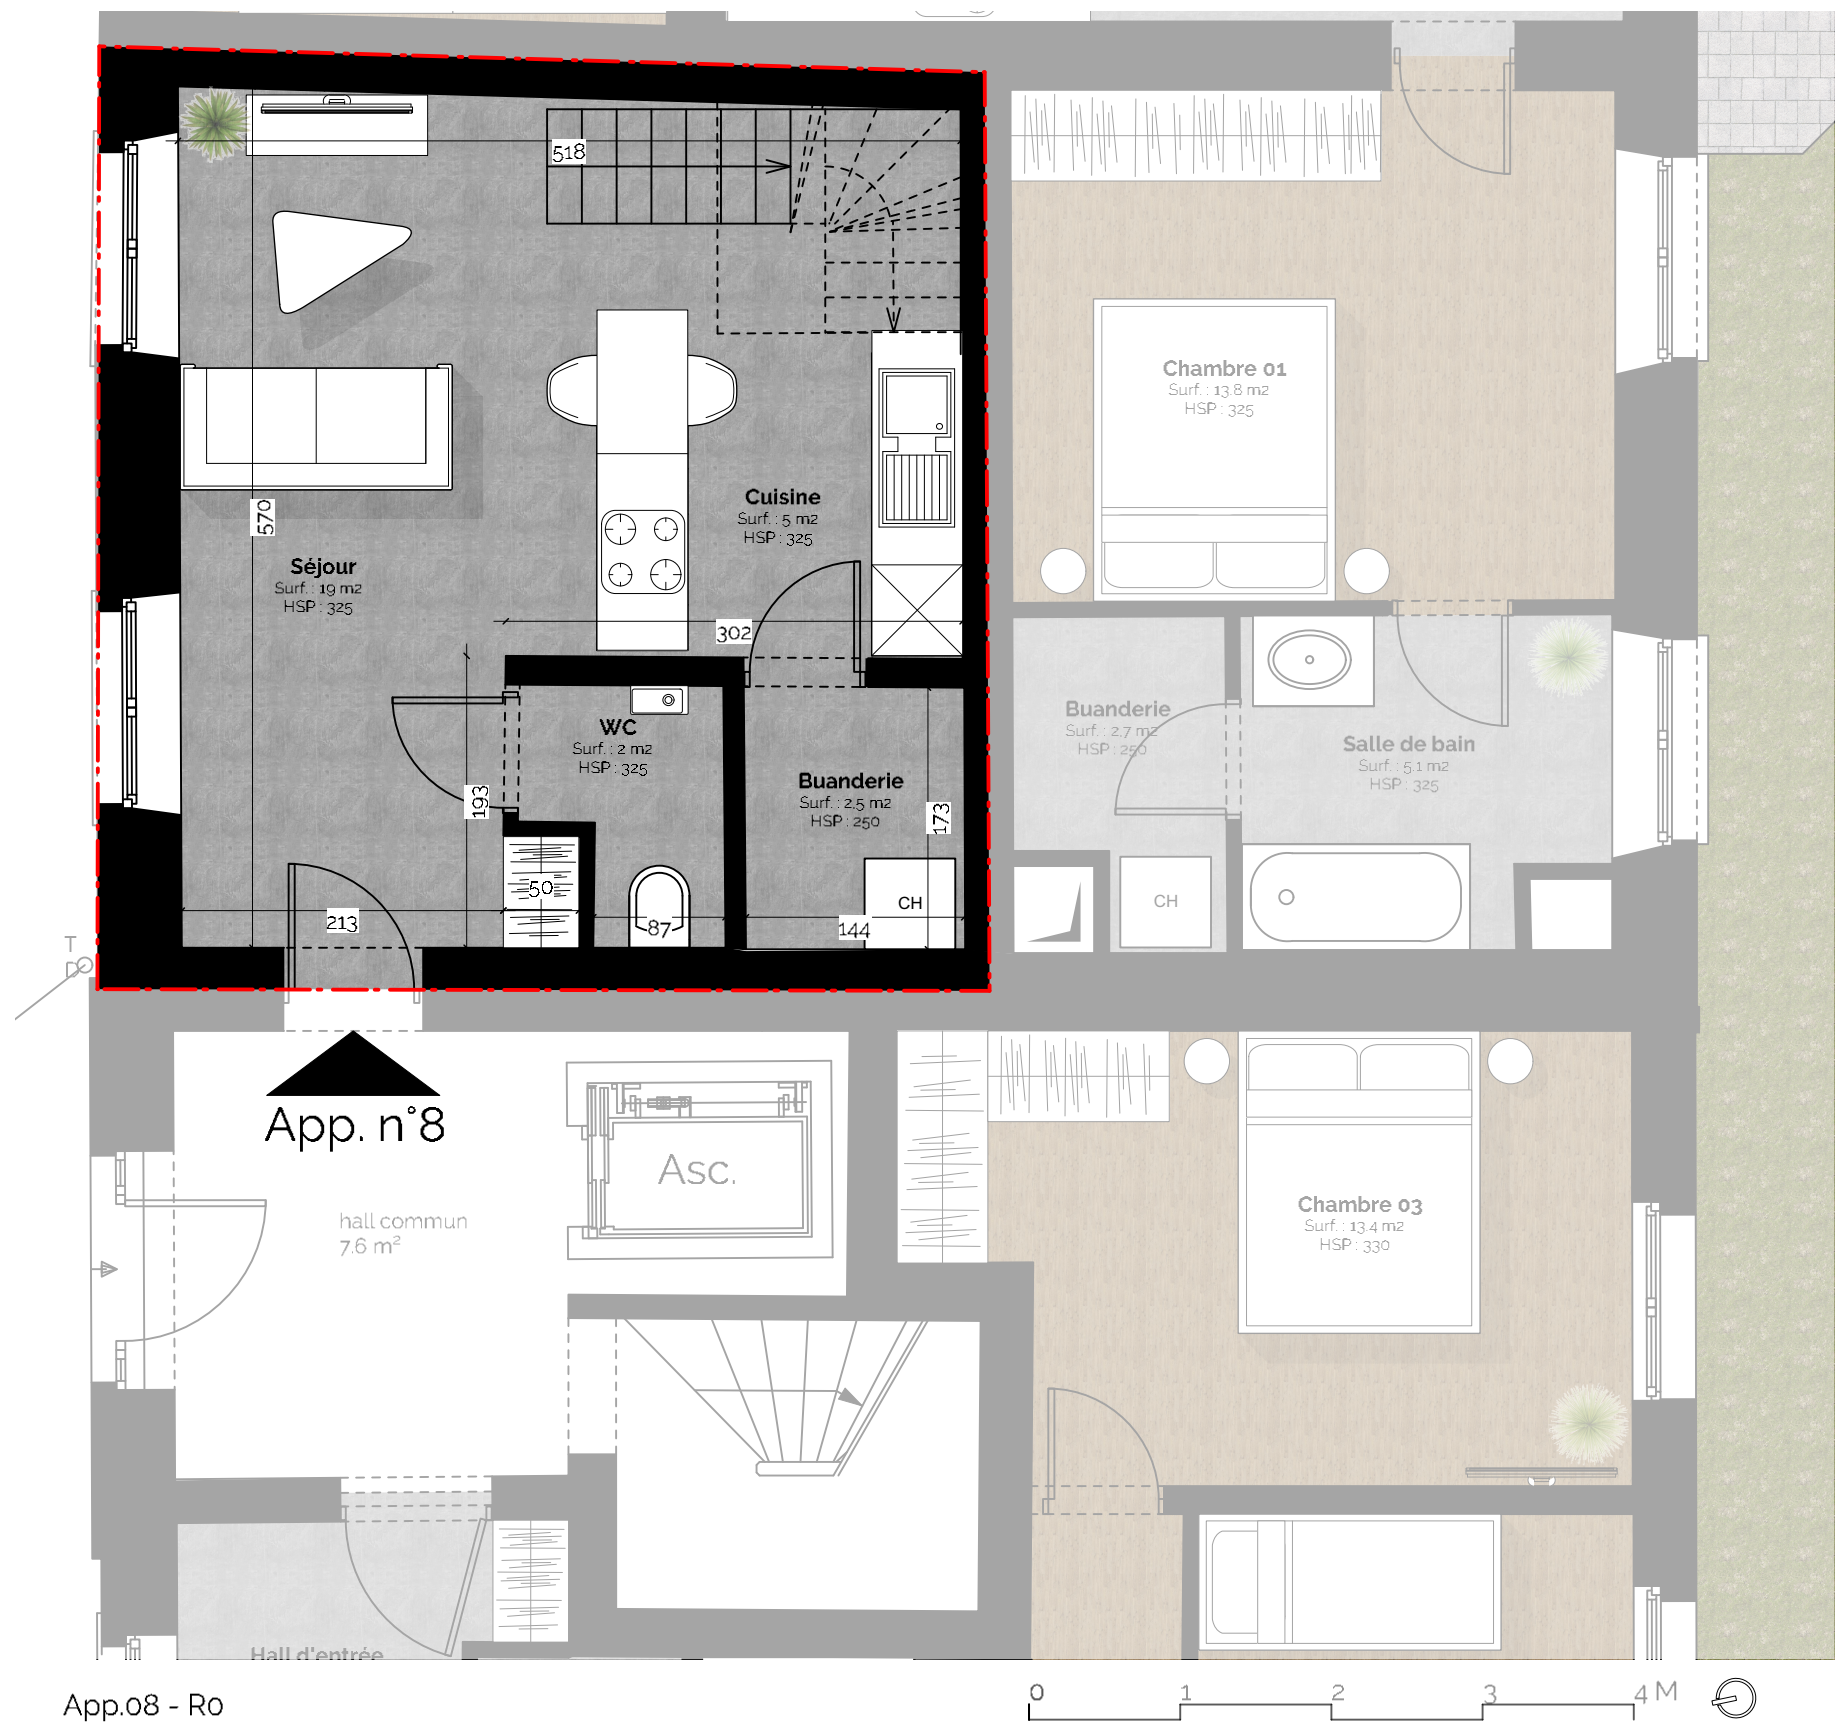 518
Chambre 01
Surf. : 13.8 m2
HSP : 325
Cuisine
Surf. : 5 m2
HSP : 325
570
Séjour
Surf. : 19 m2
HSP : 325
302
WC
Surf. : 2 m2
HSP : 325
193
Buanderie
Surf. : 2,5 m2
HSP : 250
173
Buanderie
Surf. : 2,7 m2
HSP : 250
Salle de bain
Surf. : 5.1 m2
HSP : 325
50
CH
CH
213
87
144
T
App. n°8
Asc.
hall commun
7.6 m²
Chambre 03
Surf. : 13.4 m2
HSP : 330
Hall d'entrée
App.08 - R0
0 1 2 3 4 M